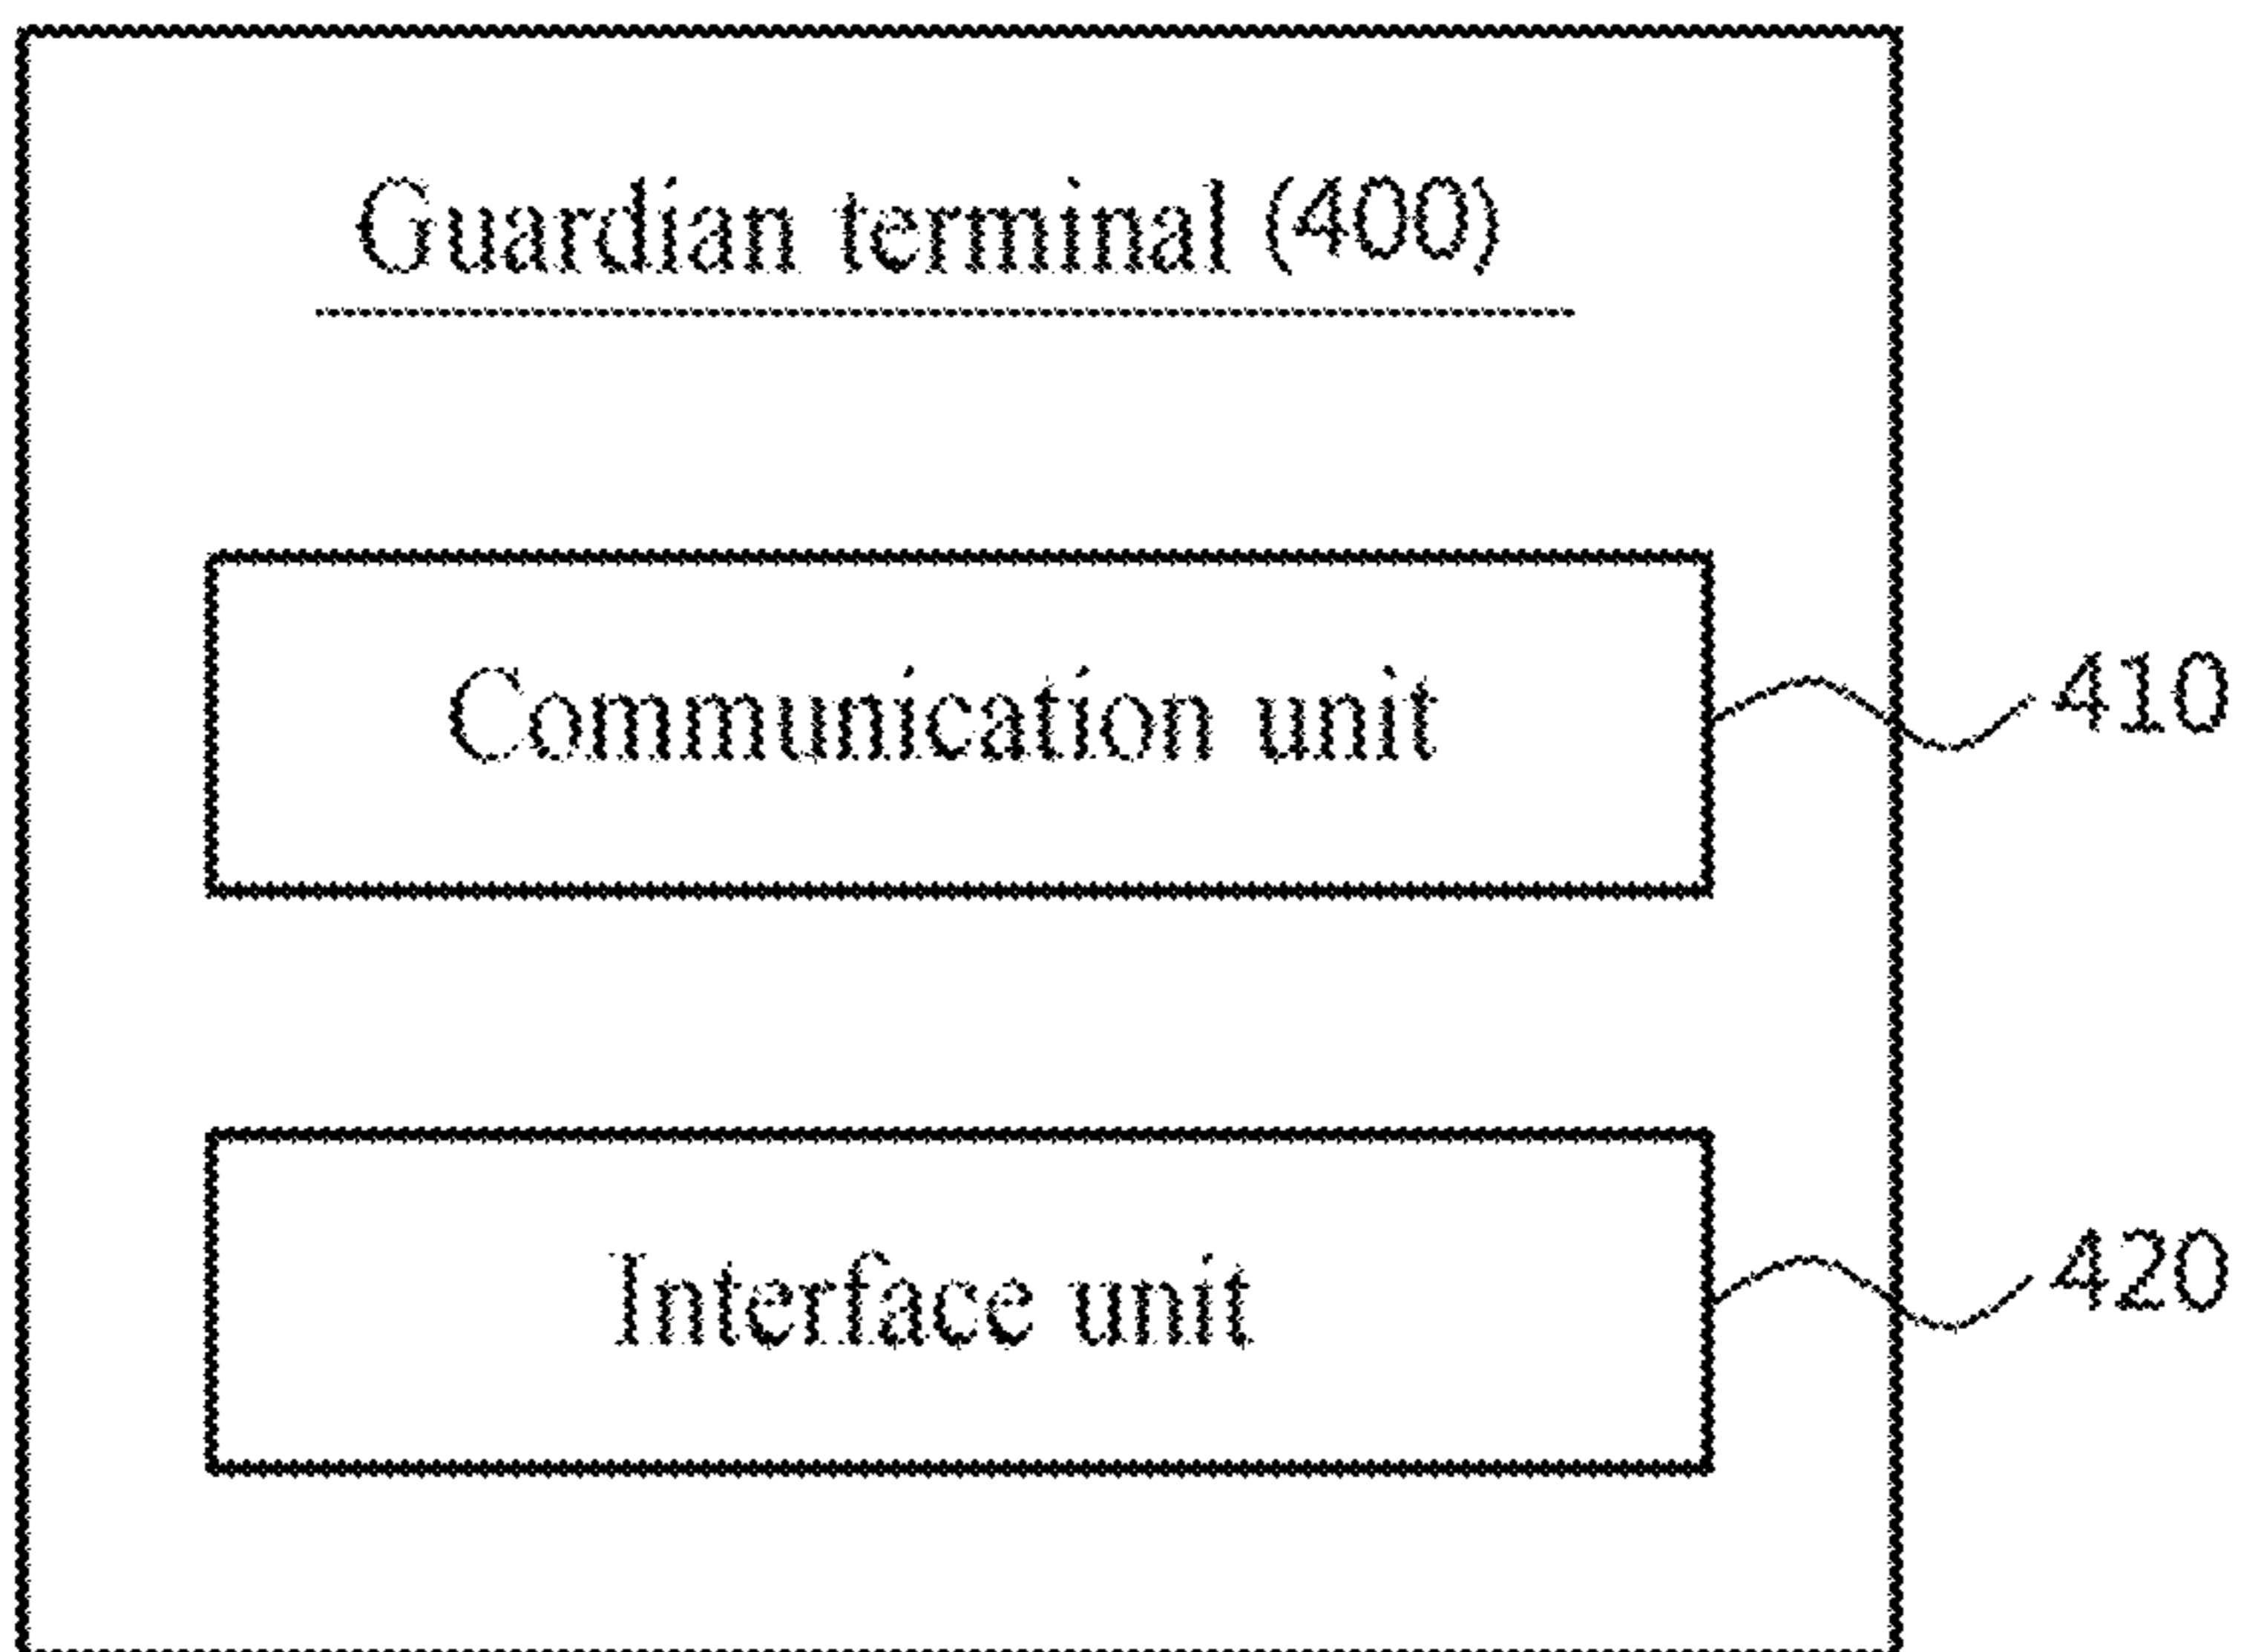 Guardian terminal (400)
Communication unit
410
Interface unit
420